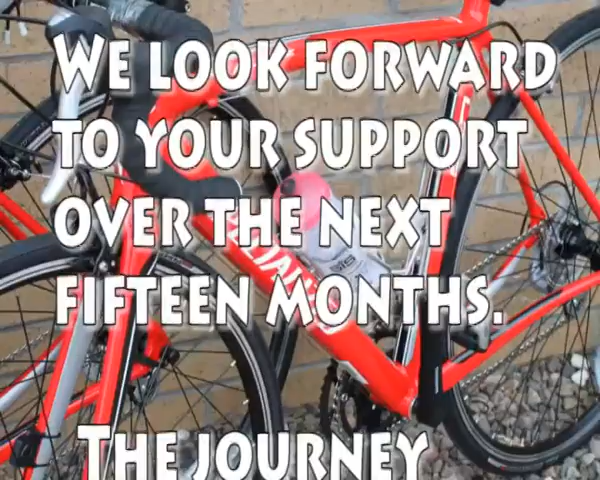 We look forward
to your support
over the next
fifteen months.
The journey